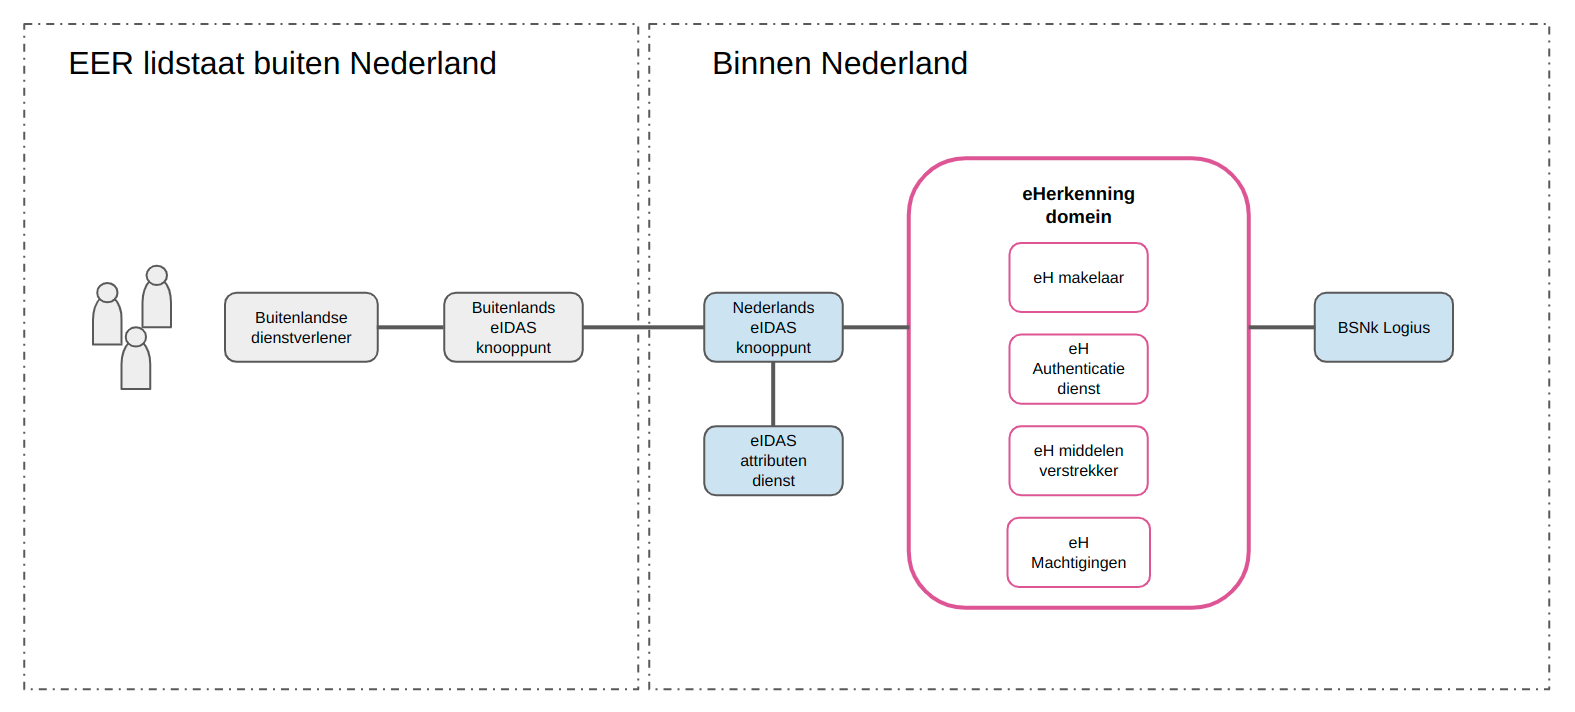 EER lidstaat buiten Nederland
Binnen Nederland
Buitenlandse
dienstverlener
Buitenlands
eIDAS
knooppunt
Nederlands
eIDAS
knooppunt
eIDAS
attributen
dienst
eHerkenning
domein
eH makelaar
eH
Authenticatie
dienst
eH middelen
verstrekker
eH
Machtigingen
BSNk Logius